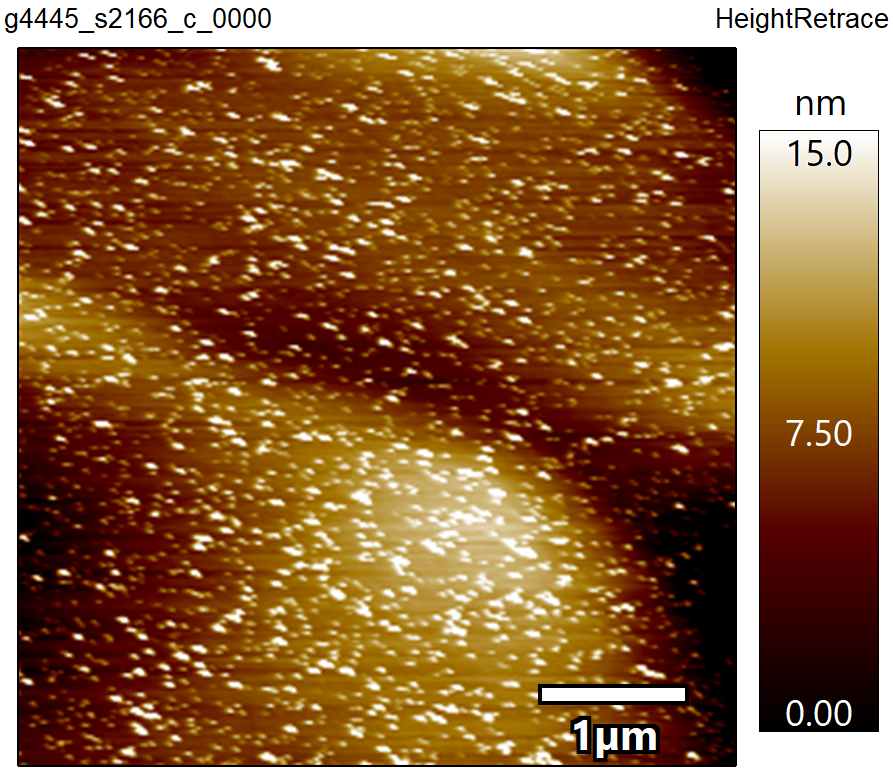 g4445_s2166_c_0000
HeightRetrace
nm
15.0
7.50
0.00
1μm